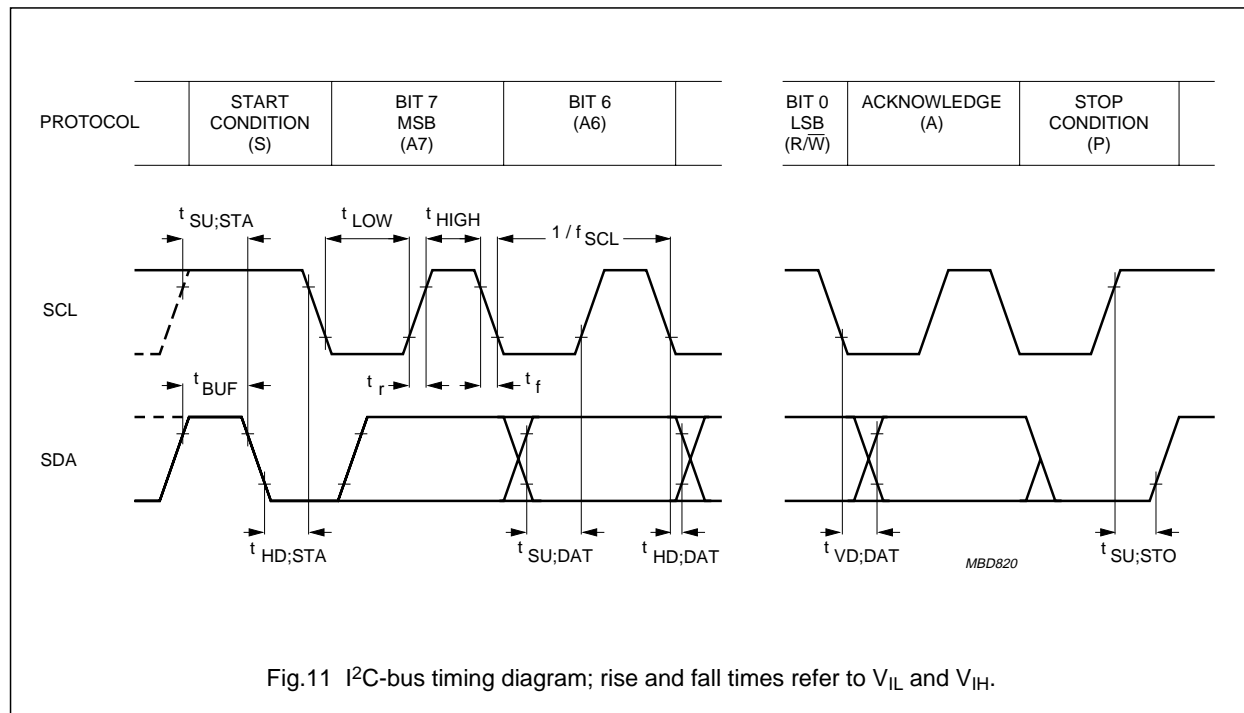 PROTOCOL
START
CONDITION
(S)
BIT 7
MSB
(A7)
BIT 6
(A6)
BIT 0
LSB
(R/W̅)
ACKNOWLEDGE
(A)
STOP
CONDITION
(P)
t SU;STA
t LOW
t HIGH
1 / f SCL
SCL
t BUF
t r
t f
SDA
t HD;STA
t SU;DAT
t HD;DAT
t VD;DAT
MBD820
t SU;STO
Fig.11 I²C-bus timing diagram; rise and fall times refer to VIL and VIH.